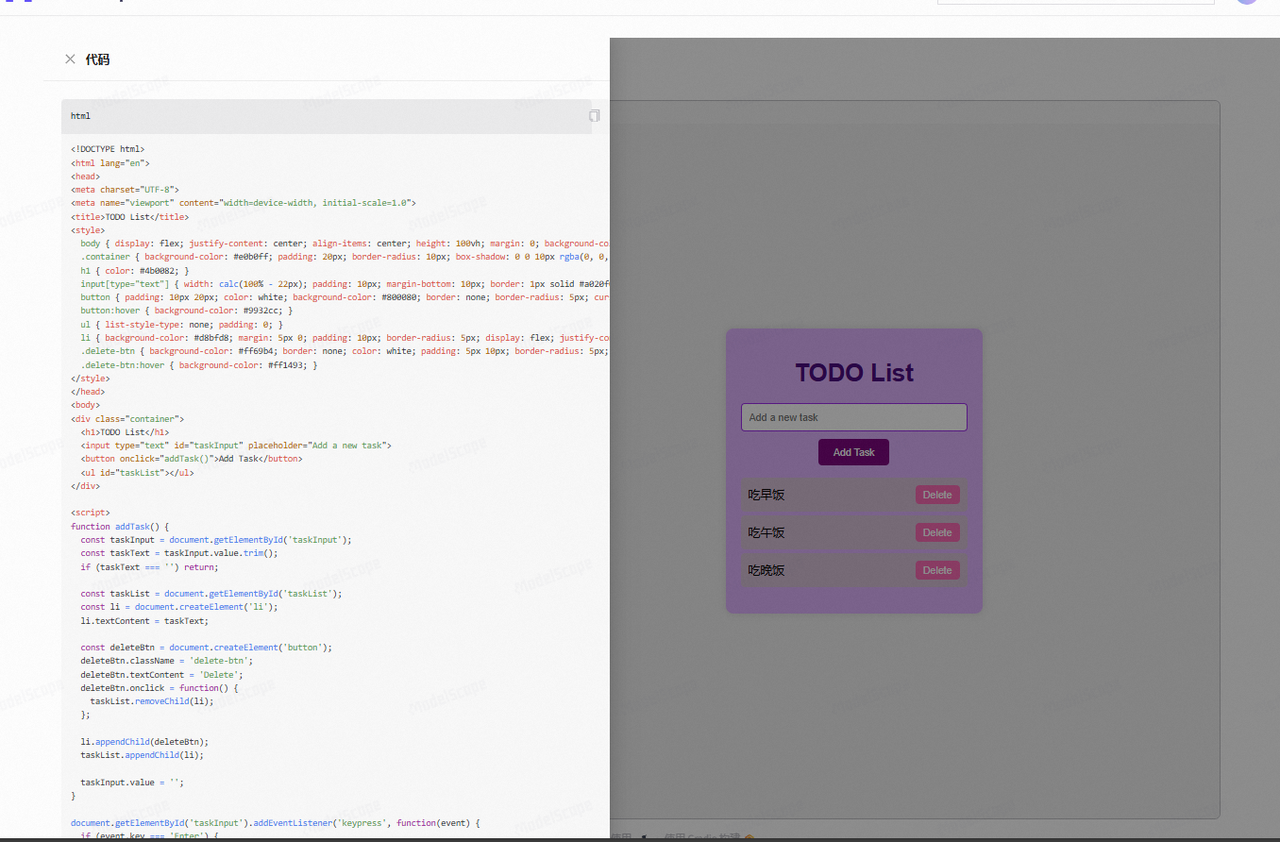 代码
html
<!DOCTYPE html>
<html lang="en">
<head>
<meta charset="UTF-8">
<meta name="viewport" content="width=device-width, initial-scale=1.0">
<title>TODO List</title>
<style>
  body { display: flex; justify-content: center; align-items: center; height: 100vh; margin: 0; background-co
  .container { background-color: #e0b0ff; padding: 20px; border-radius: 10px; box-shadow: 0 0 10px rgba(0, 0,
  h1 { color: #4b0082; }
  input[type="text"] { width: calc(100% - 22px); padding: 10px; margin-bottom: 10px; border: 1px solid #a020f
  button { padding: 10px 20px; color: white; background-color: #800080; border: none; border-radius: 5px; cur
  button:hover { background-color: #9932cc; }
  ul { list-style-type: none; padding: 0; }
  li { background-color: #d8bfd8; margin: 5px 0; padding: 10px; border-radius: 5px; display: flex; justify-co
  .delete-btn { background-color: #ff69b4; border: none; color: white; padding: 5px 10px; border-radius: 5px;
  .delete-btn:hover { background-color: #ff1493; }
</style>
</head>
<body>
<div class="container">
  <h1>TODO List</h1>
  <input type="text" id="taskInput" placeholder="Add a new task">
  <button onclick="addTask()">Add Task</button>
  <ul id="taskList"></ul>
</div>
<script>
function addTask() {
  const taskInput = document.getElementById('taskInput');
  const taskText = taskInput.value.trim();
  if (taskText === '') return;
  const taskList = document.getElementById('taskList');
  const li = document.createElement('li');
  li.textContent = taskText;
  const deleteBtn = document.createElement('button');
  deleteBtn.className = 'delete-btn';
  deleteBtn.textContent = 'Delete';
  deleteBtn.onclick = function() {
    taskList.removeChild(li);
  };
  li.appendChild(deleteBtn);
  taskList.appendChild(li);
  taskInput.value = '';
}
document.getElementById('taskInput').addEventListener('keypress', function(event) {
  if (event.key === 'Enter') {
TODO List
Add a new task
Add Task
吃早饭 Delete
吃午饭 Delete
吃晚饭 Delete
ModelScope